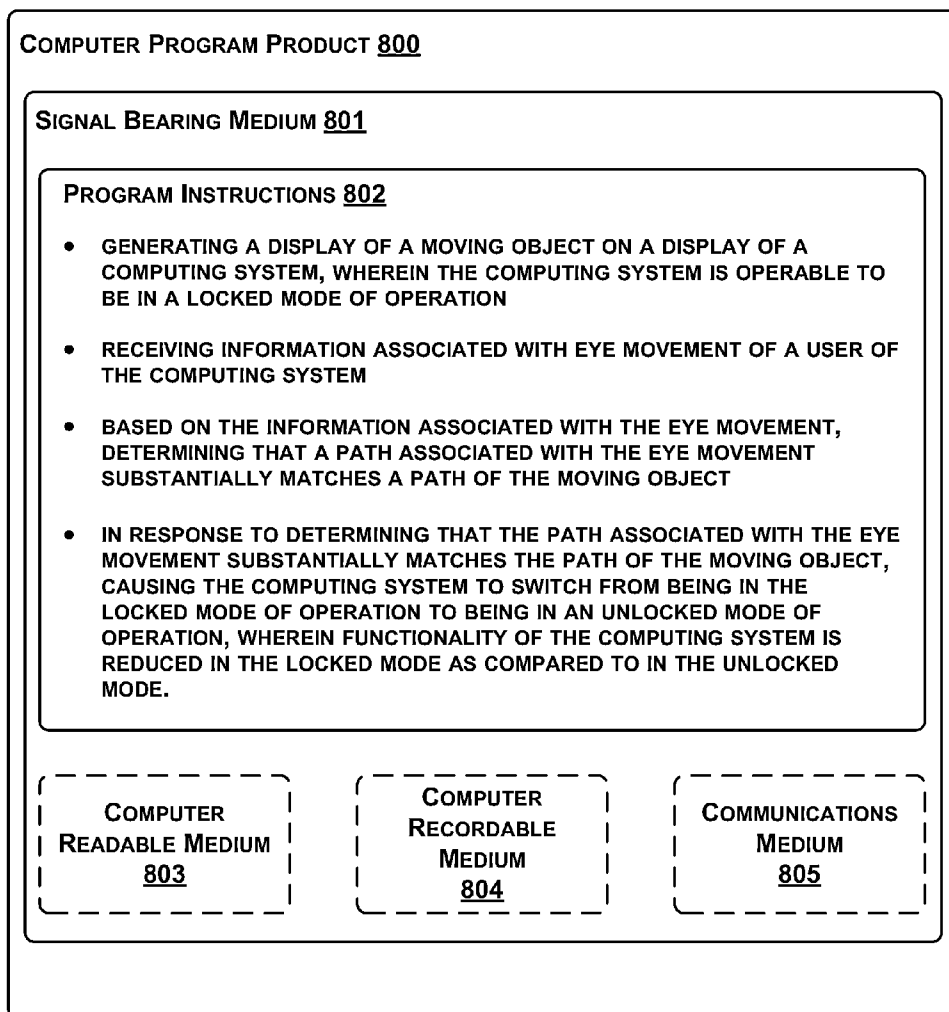 COMPUTER PROGRAM PRODUCT 800
SIGNAL BEARING MEDIUM 801
PROGRAM INSTRUCTIONS 802
• GENERATING A DISPLAY OF A MOVING OBJECT ON A DISPLAY OF A
COMPUTING SYSTEM, WHEREIN THE COMPUTING SYSTEM IS OPERABLE TO
BE IN A LOCKED MODE OF OPERATION
• RECEIVING INFORMATION ASSOCIATED WITH EYE MOVEMENT OF A USER OF
THE COMPUTING SYSTEM
• BASED ON THE INFORMATION ASSOCIATED WITH THE EYE MOVEMENT,
DETERMINING THAT A PATH ASSOCIATED WITH THE EYE MOVEMENT
SUBSTANTIALLY MATCHES A PATH OF THE MOVING OBJECT
• IN RESPONSE TO DETERMINING THAT THE PATH ASSOCIATED WITH THE EYE
MOVEMENT SUBSTANTIALLY MATCHES THE PATH OF THE MOVING OBJECT,
CAUSING THE COMPUTING SYSTEM TO SWITCH FROM BEING IN THE
LOCKED MODE OF OPERATION TO BEING IN AN UNLOCKED MODE OF
OPERATION, WHEREIN FUNCTIONALITY OF THE COMPUTING SYSTEM IS
REDUCED IN THE LOCKED MODE AS COMPARED TO IN THE UNLOCKED
MODE.
COMPUTER
READABLE MEDIUM
803
COMPUTER
RECORDABLE
MEDIUM
804
COMMUNICATIONS
MEDIUM
805